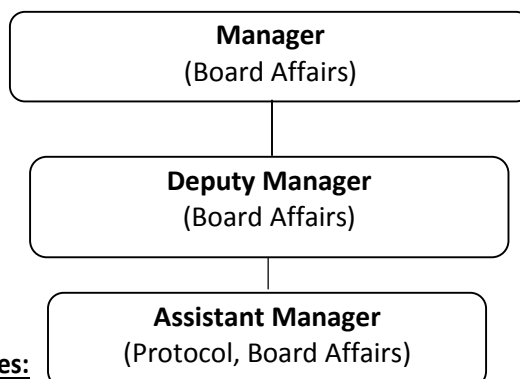 Manager
(Board Affairs)
Deputy Manager
(Board Affairs)
Assistant Manager
(Protocol, Board Affairs)
es: